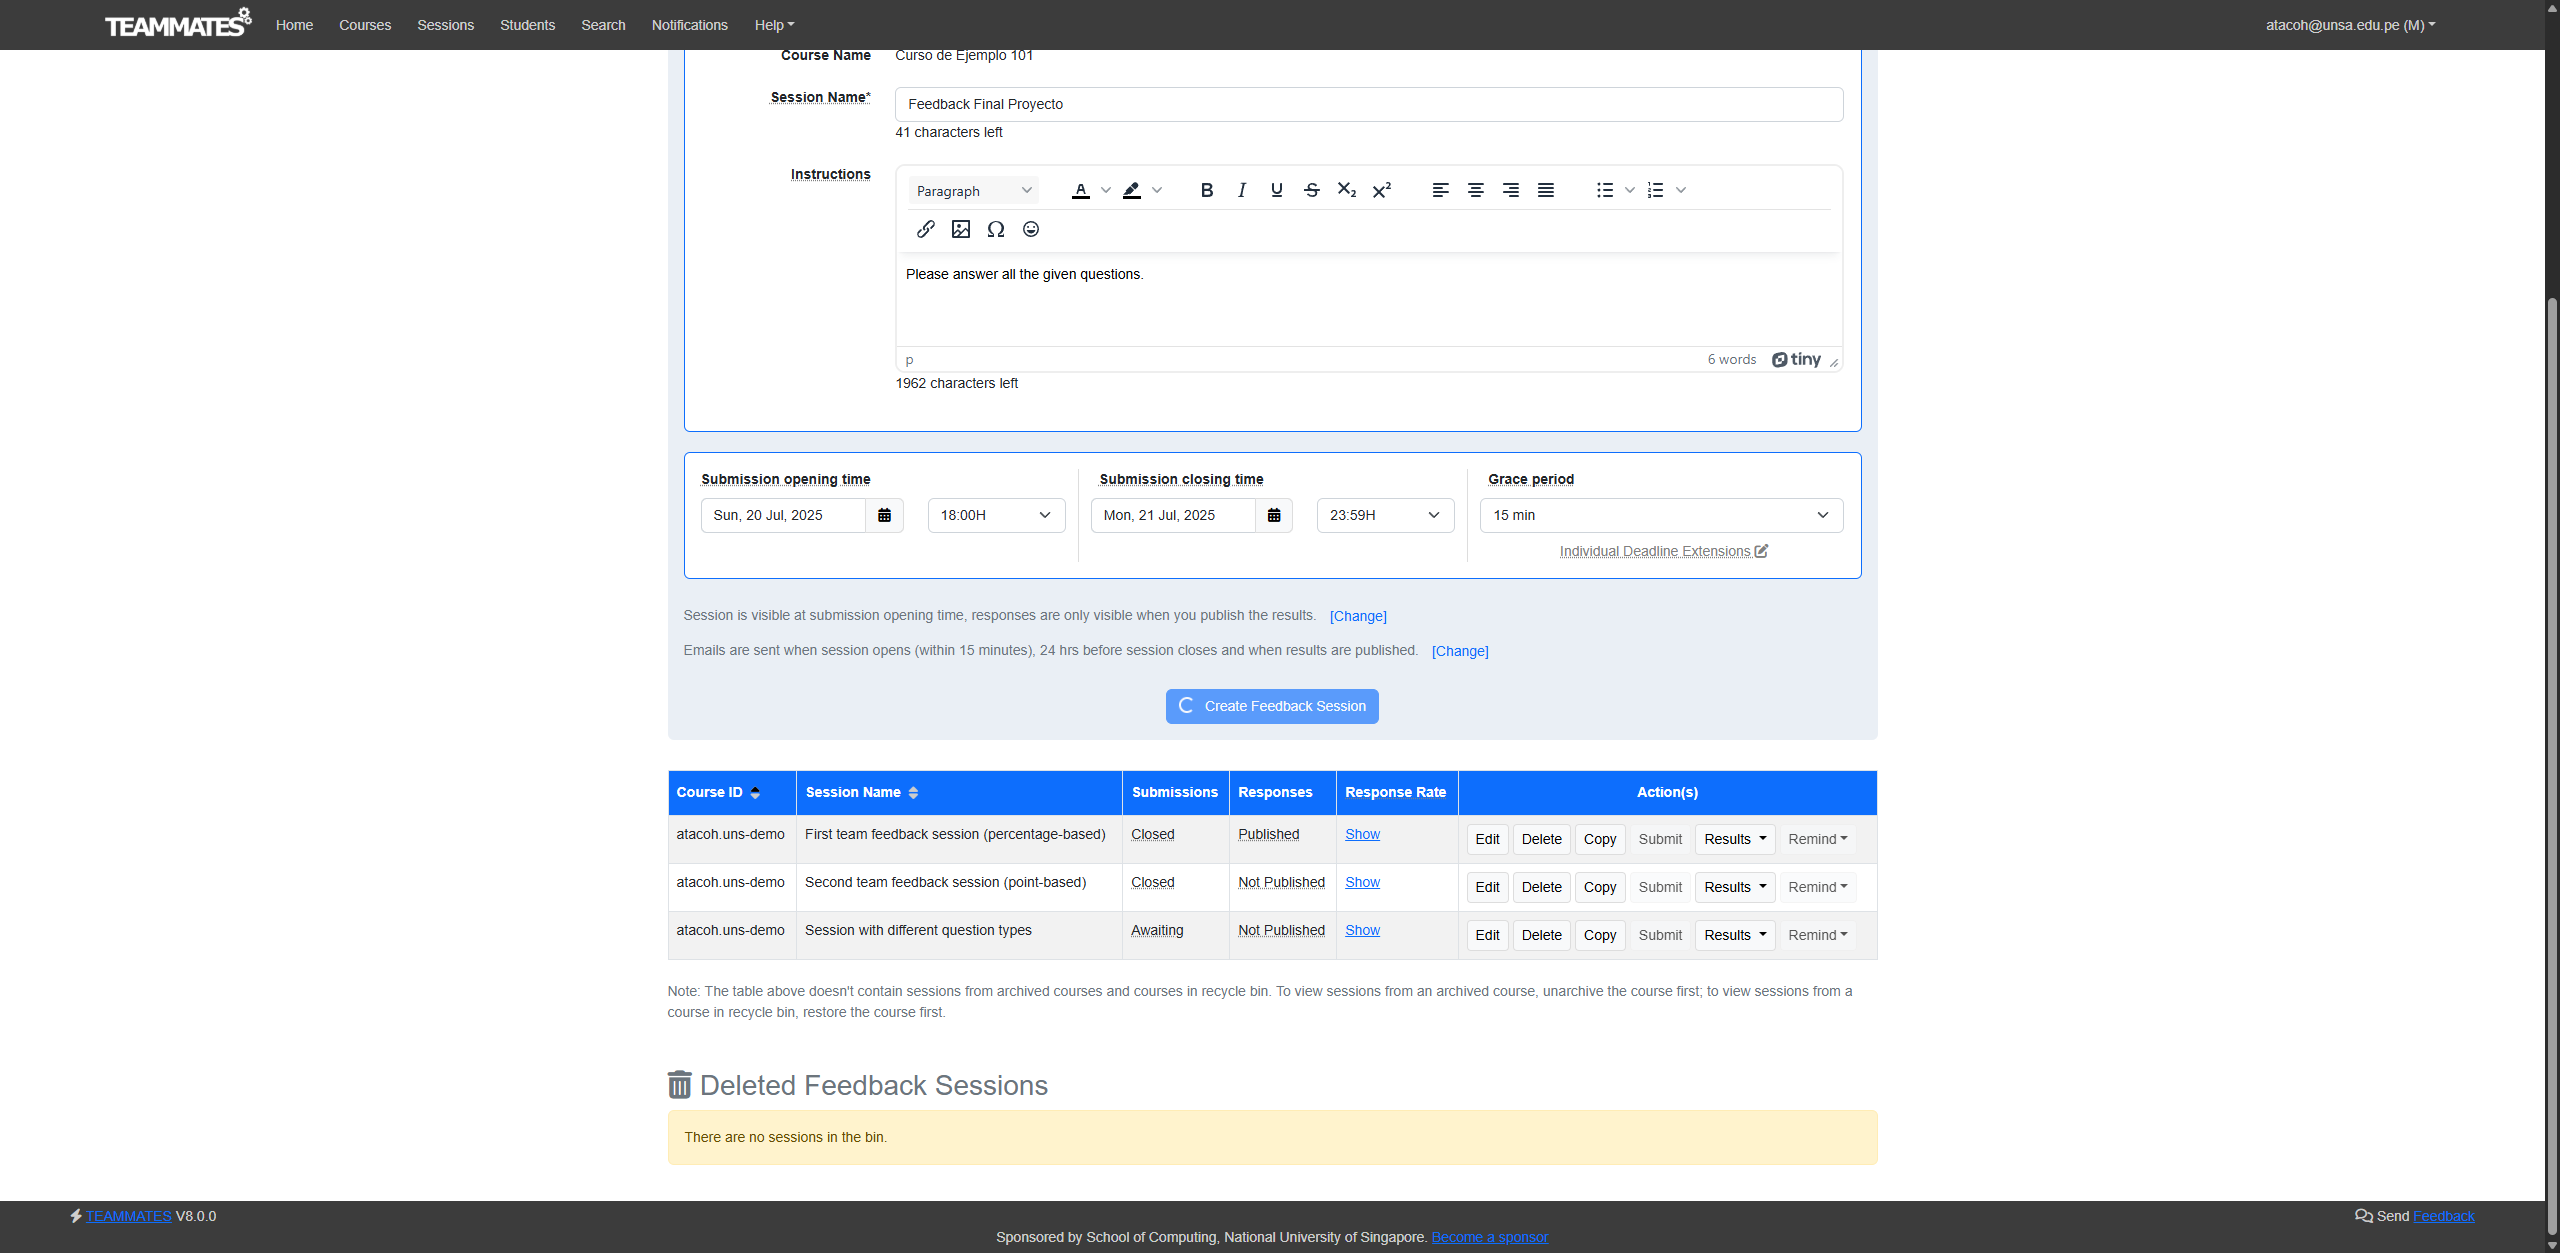 TEAMMATES Home Courses Sessions Students Search Notifications Help atacoh@unsa.edu.pe (M)
Course Name Curso de Ejemplo 101
Session Name* Feedback Final Proyecto
41 characters left
Instructions
Paragraph
Please answer all the given questions.
p 6 words tiny
1962 characters left
Submission opening time Submission closing time Grace period
Sun, 20 Jul, 2025 18:00H Mon, 21 Jul, 2025 23:59H 15 min
Individual Deadline Extensions
Session is visible at submission opening time, responses are only visible when you publish the results. [Change]
Emails are sent when session opens (within 15 minutes), 24 hrs before session closes and when results are published. [Change]
Create Feedback Session
Course ID Session Name Submissions Responses Response Rate Action(s)
atacoh.uns-demo First team feedback session (percentage-based) Closed Published Show Edit Delete Copy Submit Results Remind
atacoh.uns-demo Second team feedback session (point-based) Closed Not Published Show Edit Delete Copy Submit Results Remind
atacoh.uns-demo Session with different question types Awaiting Not Published Show Edit Delete Copy Submit Results Remind
Note: The table above doesn't contain sessions from archived courses and courses in recycle bin. To view sessions from an archived course, unarchive the course first; to view sessions from a
course in recycle bin, restore the course first.
Deleted Feedback Sessions
There are no sessions in the bin.
TEAMMATES V8.0.0 Send Feedback
Sponsored by School of Computing, National University of Singapore. Become a sponsor